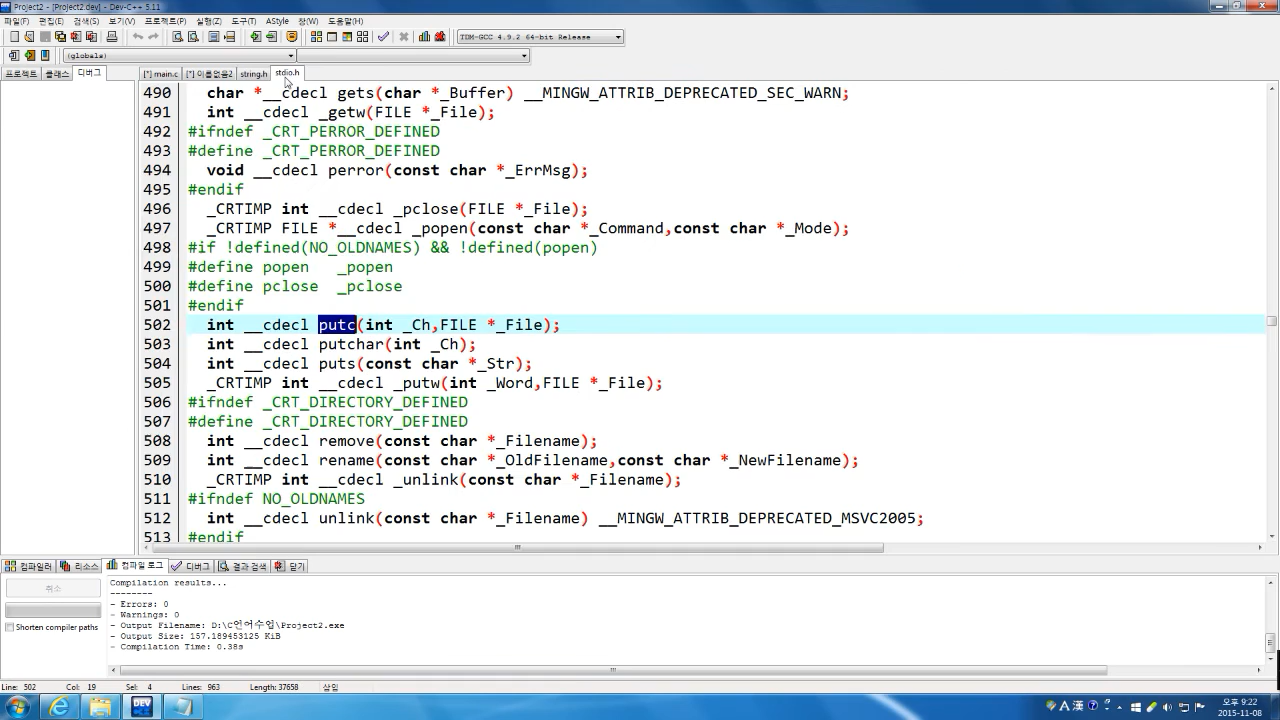 Project2 - [Project2.dev] - Dev-C++ 5.11
파일(F) 편집(E) 검색(S) 보기(V) 프로젝트(P) 실행(Z) 도구(T) AStyle 창(W) 도움말(H)
TDM-GCC 4.9.2 64-bit Release
(globals)
프로젝트 클래스 디버그
[*] main.c [*] 이름없음2 string.h stdio.h
490 char *__cdecl gets(char *_Buffer) __MINGW_ATTRIB_DEPRECATED_SEC_WARN;
491 int __cdecl _getw(FILE *_File);
492 #ifndef _CRT_PERROR_DEFINED
493 #define _CRT_PERROR_DEFINED
494 void __cdecl perror(const char *_ErrMsg);
495 #endif
496 _CRTIMP int __cdecl _pclose(FILE *_File);
497 _CRTIMP FILE *__cdecl _popen(const char *_Command,const char *_Mode);
498 #if !defined(NO_OLDNAMES) && !defined(popen)
499 #define popen _popen
500 #define pclose _pclose
501 #endif
502 int __cdecl putc(int _Ch,FILE *_File);
503 int __cdecl putchar(int _Ch);
504 int __cdecl puts(const char *_Str);
505 _CRTIMP int __cdecl _putw(int _Word,FILE *_File);
506 #ifndef _CRT_DIRECTORY_DEFINED
507 #define _CRT_DIRECTORY_DEFINED
508 int __cdecl remove(const char *_Filename);
509 int __cdecl rename(const char *_OldFilename,const char *_NewFilename);
510 _CRTIMP int __cdecl _unlink(const char *_Filename);
511 #ifndef NO_OLDNAMES
512 int __cdecl unlink(const char *_Filename) __MINGW_ATTRIB_DEPRECATED_MSVC2005;
513 #endif
컴파일러 리소스 컴파일 로그 디버그 결과 검색 닫기
취소
Shorten compiler paths
Compilation results...
--------
- Errors: 0
- Warnings: 0
- Output Filename: D:\C언어수업\Project2.exe
- Output Size: 157.189453125 KiB
- Compilation Time: 0.38s
Line: 502 Col: 19 Sel: 4 Lines: 963 Length: 37658 삽입
DEV
A 漢
오후 9:22
2015-11-08